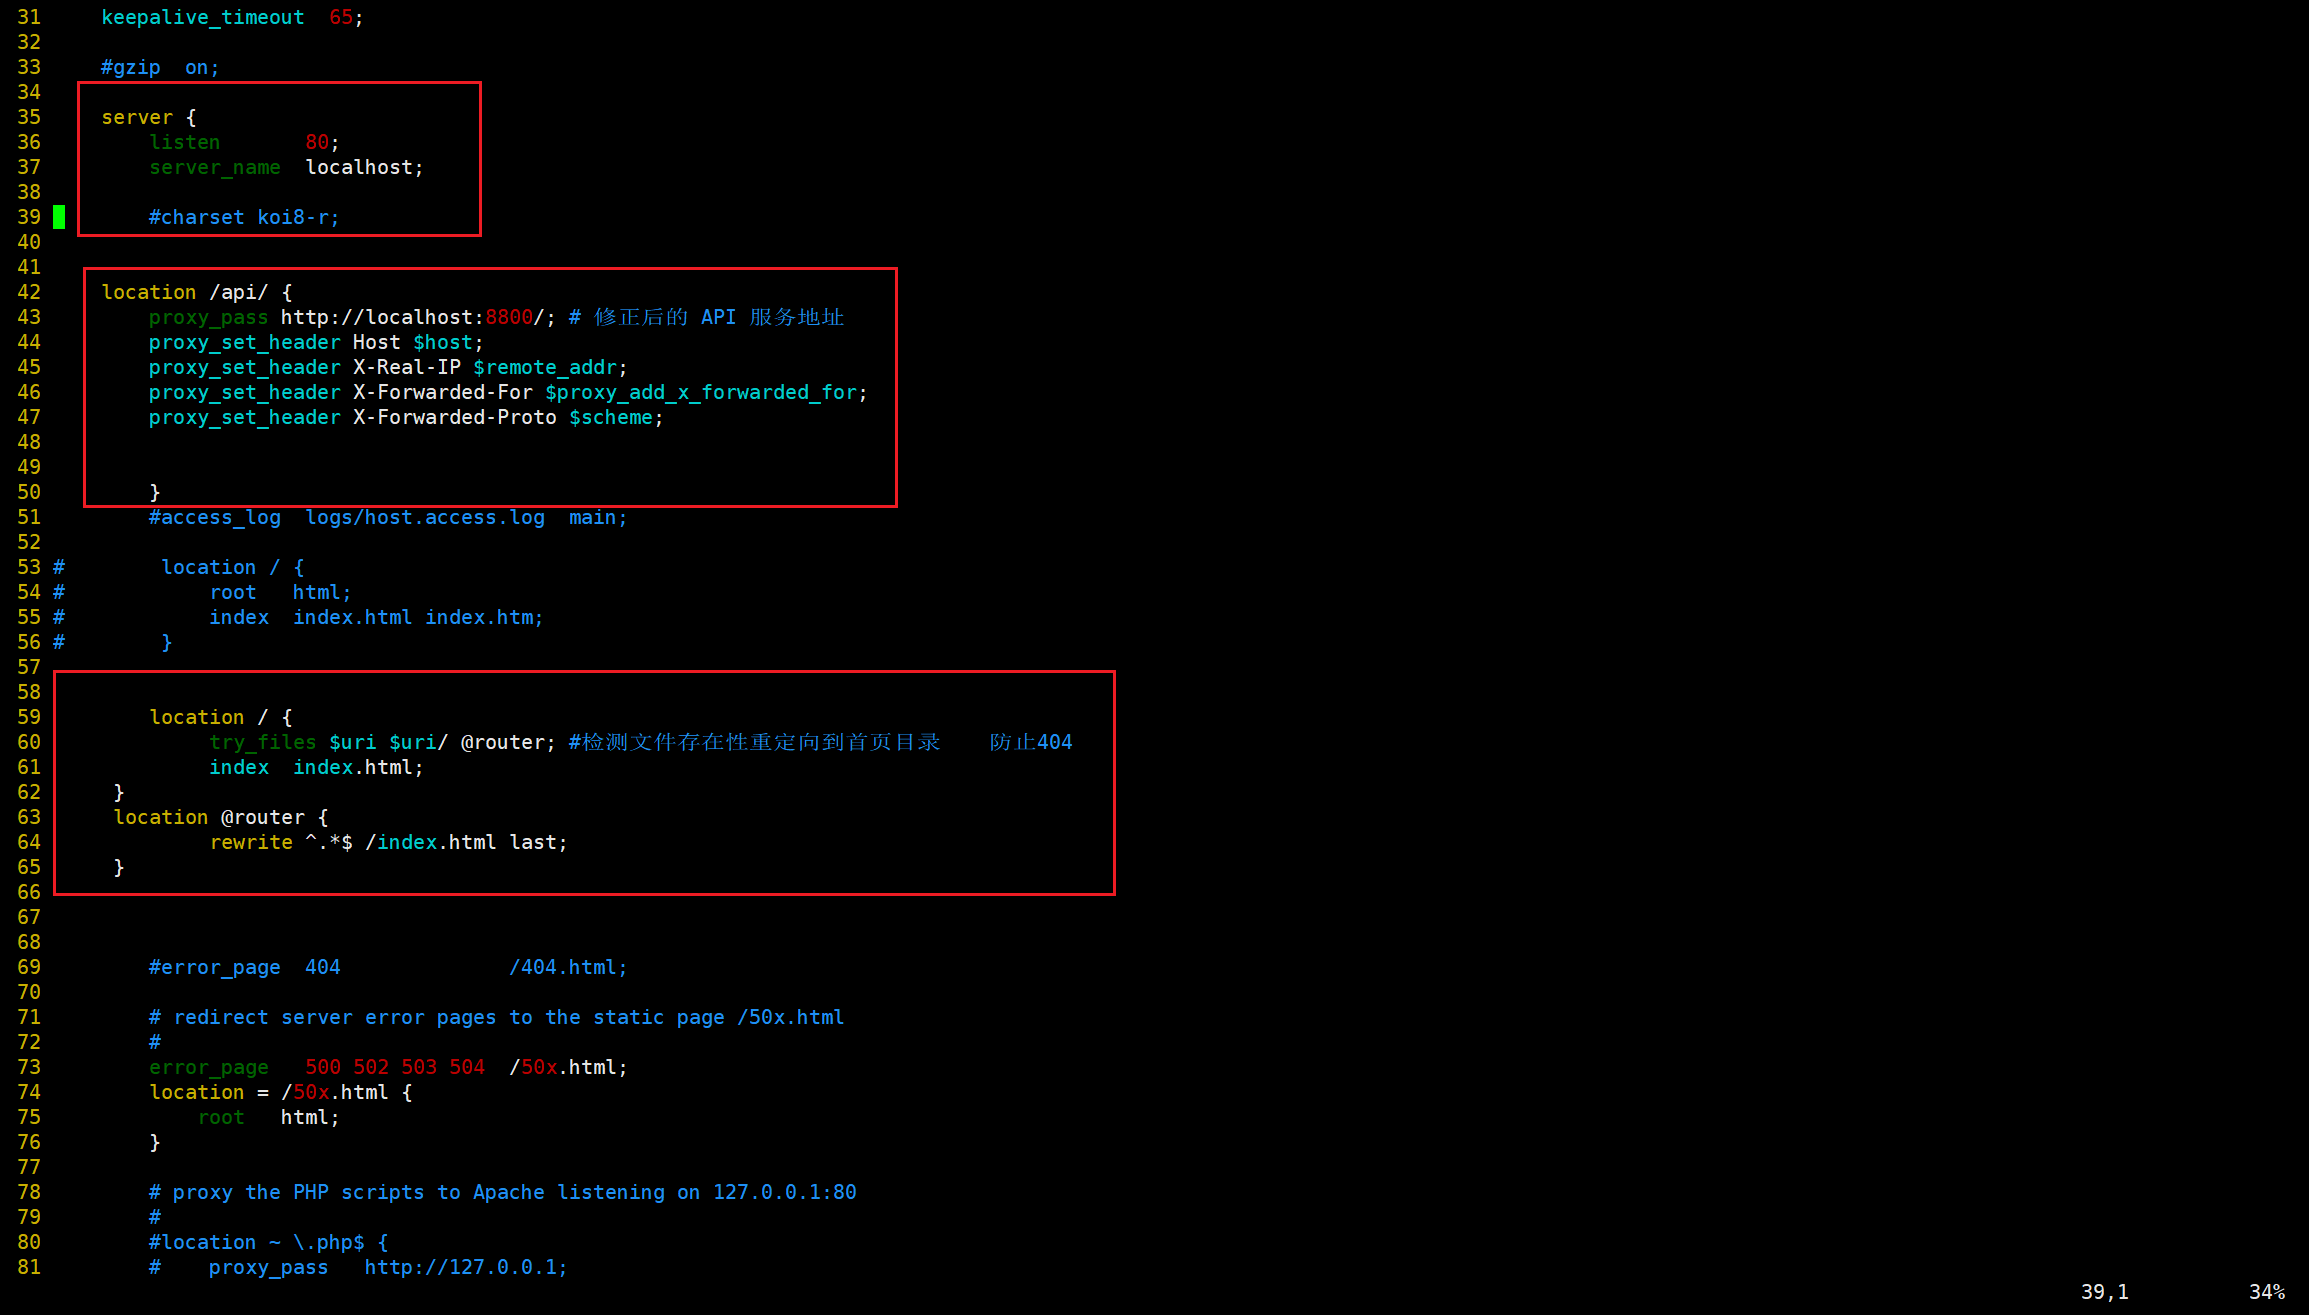 31     keepalive_timeout  65;
32
33     #gzip  on;
34
35     server {
36         listen       80;
37         server_name  localhost;
38
39         #charset koi8-r;
40
41
42     location /api/ {
43         proxy_pass http://localhost:8800/; # 修正后的 API 服务地址
44         proxy_set_header Host $host;
45         proxy_set_header X-Real-IP $remote_addr;
46         proxy_set_header X-Forwarded-For $proxy_add_x_forwarded_for;
47         proxy_set_header X-Forwarded-Proto $scheme;
48
49
50         }
51         #access_log  logs/host.access.log  main;
52
53 #        location / {
54 #            root   html;
55 #            index  index.html index.htm;
56 #        }
57
58
59         location / {
60              try_files $uri $uri/ @router; #检测文件存在性重定向到首页目录    防止404
61              index  index.html;
62      }
63      location @router {
64              rewrite ^.*$ /index.html last;
65      }
66
67
68
69         #error_page  404              /404.html;
70
71         # redirect server error pages to the static page /50x.html
72         #
73         error_page   500 502 503 504  /50x.html;
74         location = /50x.html {
75             root   html;
76         }
77
78         # proxy the PHP scripts to Apache listening on 127.0.0.1:80
79         #
80         #location ~ \.php$ {
81         #    proxy_pass   http://127.0.0.1;
39,1          34%